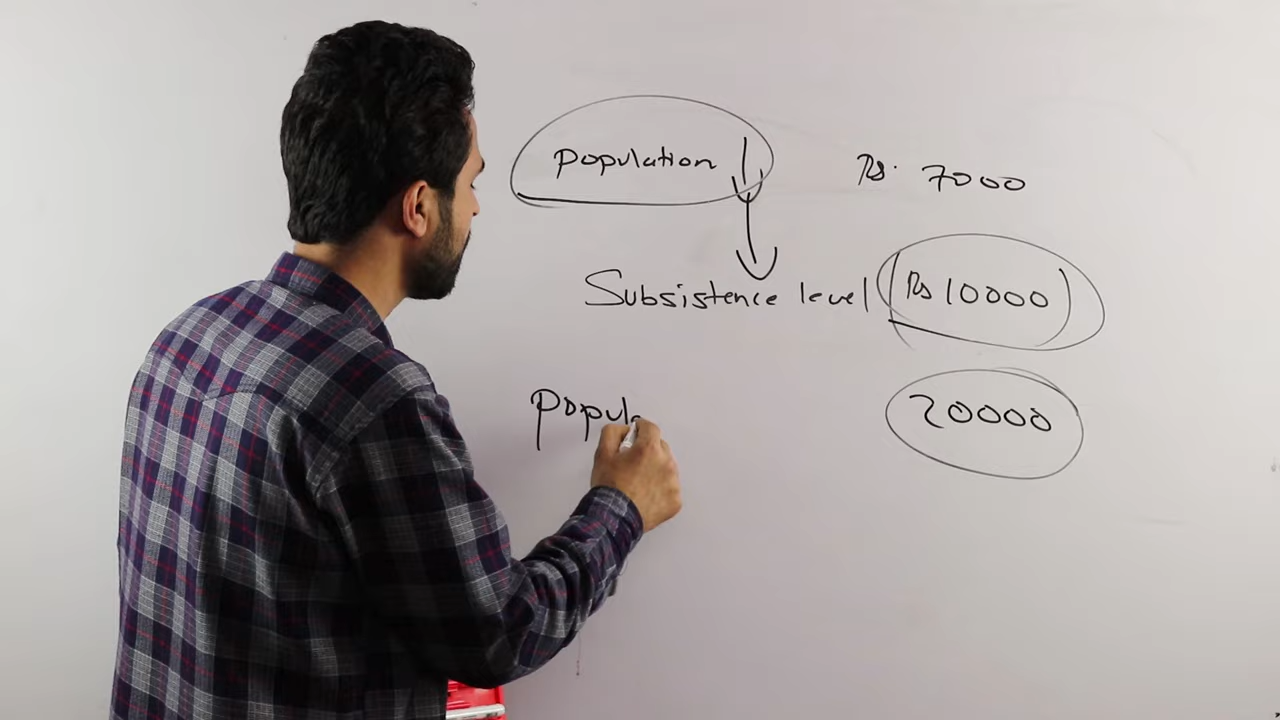 Population ↓ Rs. 7000
Subsistence level Rs 10000
Popul 20000